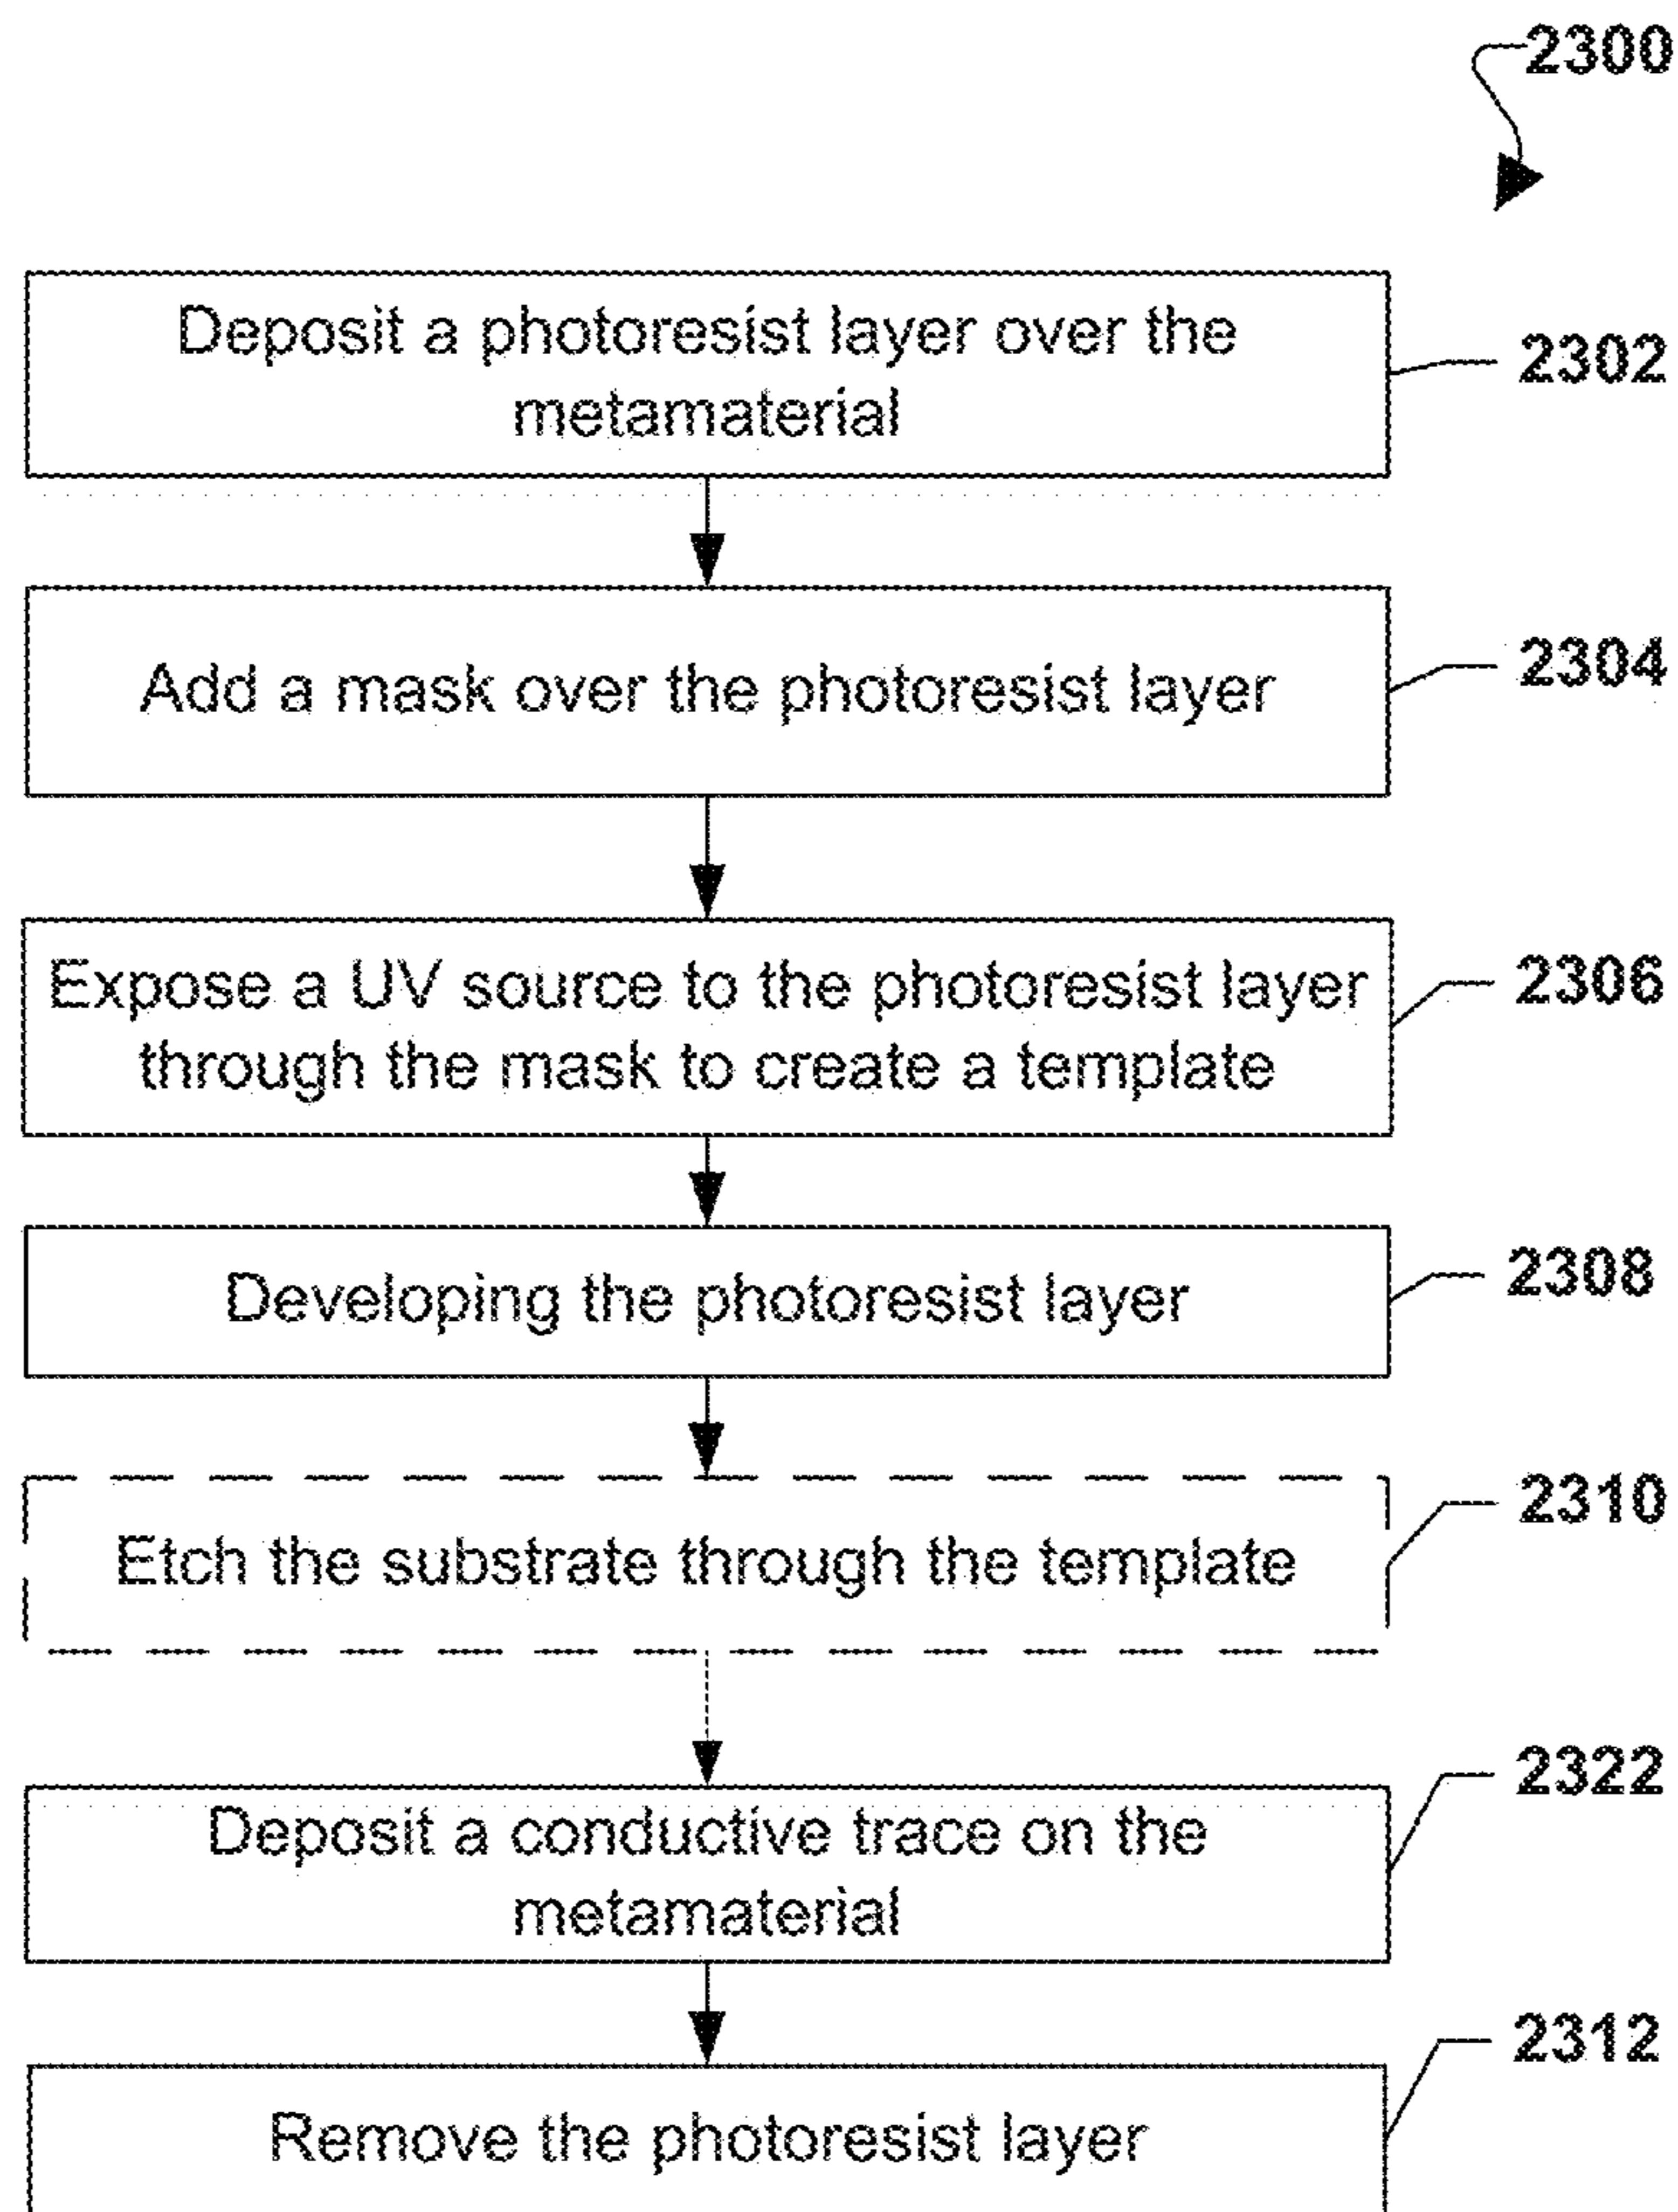 2300
Deposit a photoresist layer over the
metamaterial
2302
Add a mask over the photoresist layer
2304
Expose a UV source to the photoresist layer
through the mask to create a template
2306
Developing the photoresist layer
2308
Etch the substrate through the template
2310
Deposit a conductive trace on the
metamaterial
2322
Remove the photoresist layer
2312